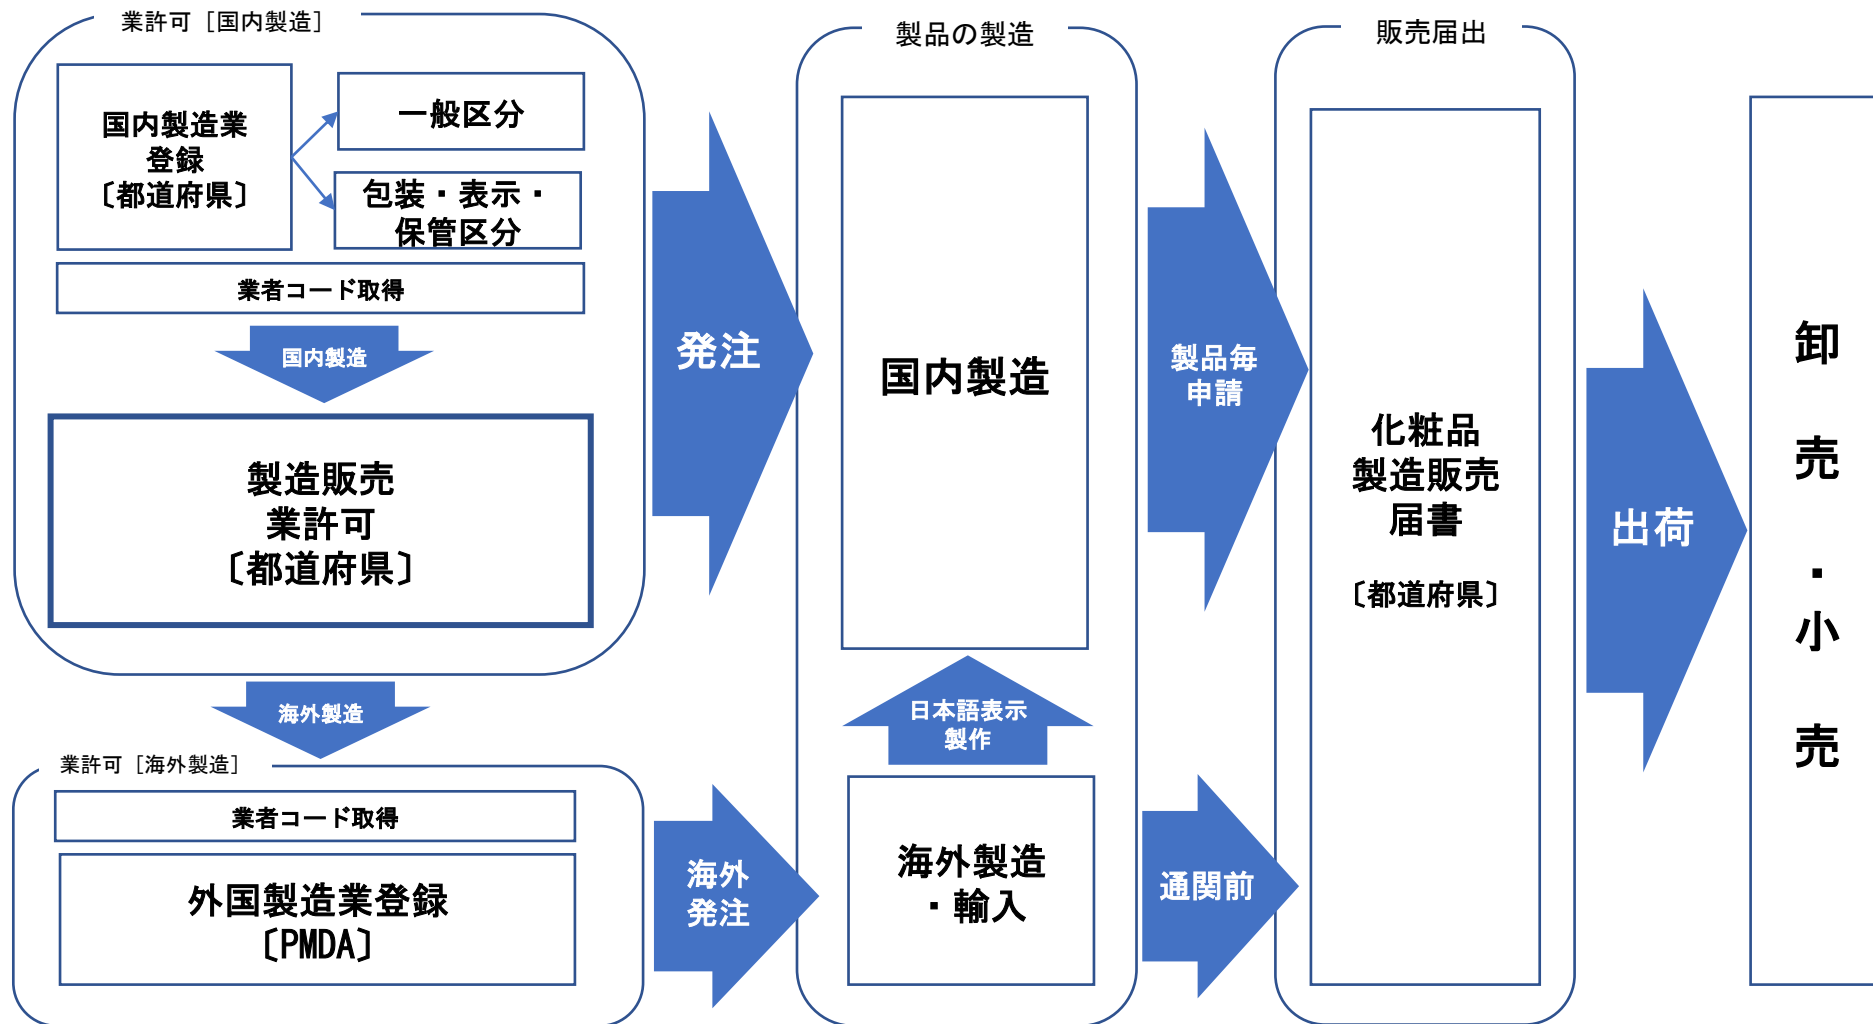 業許可［国内製造］
国内製造業
登録
〔都道府県〕
一般区分
包装・表示・
保管区分
業者コード取得
国内製造
製造販売
業許可
〔都道府県〕
海外製造
業許可［海外製造］
業者コード取得
外国製造業登録
〔PMDA〕
発注
海外
発注
製品の製造
国内製造
日本語表示
製作
海外製造
・輸入
製品毎
申請
通関前
販売届出
化粧品
製造販売
届書
〔都道府県〕
出荷
卸売・小売